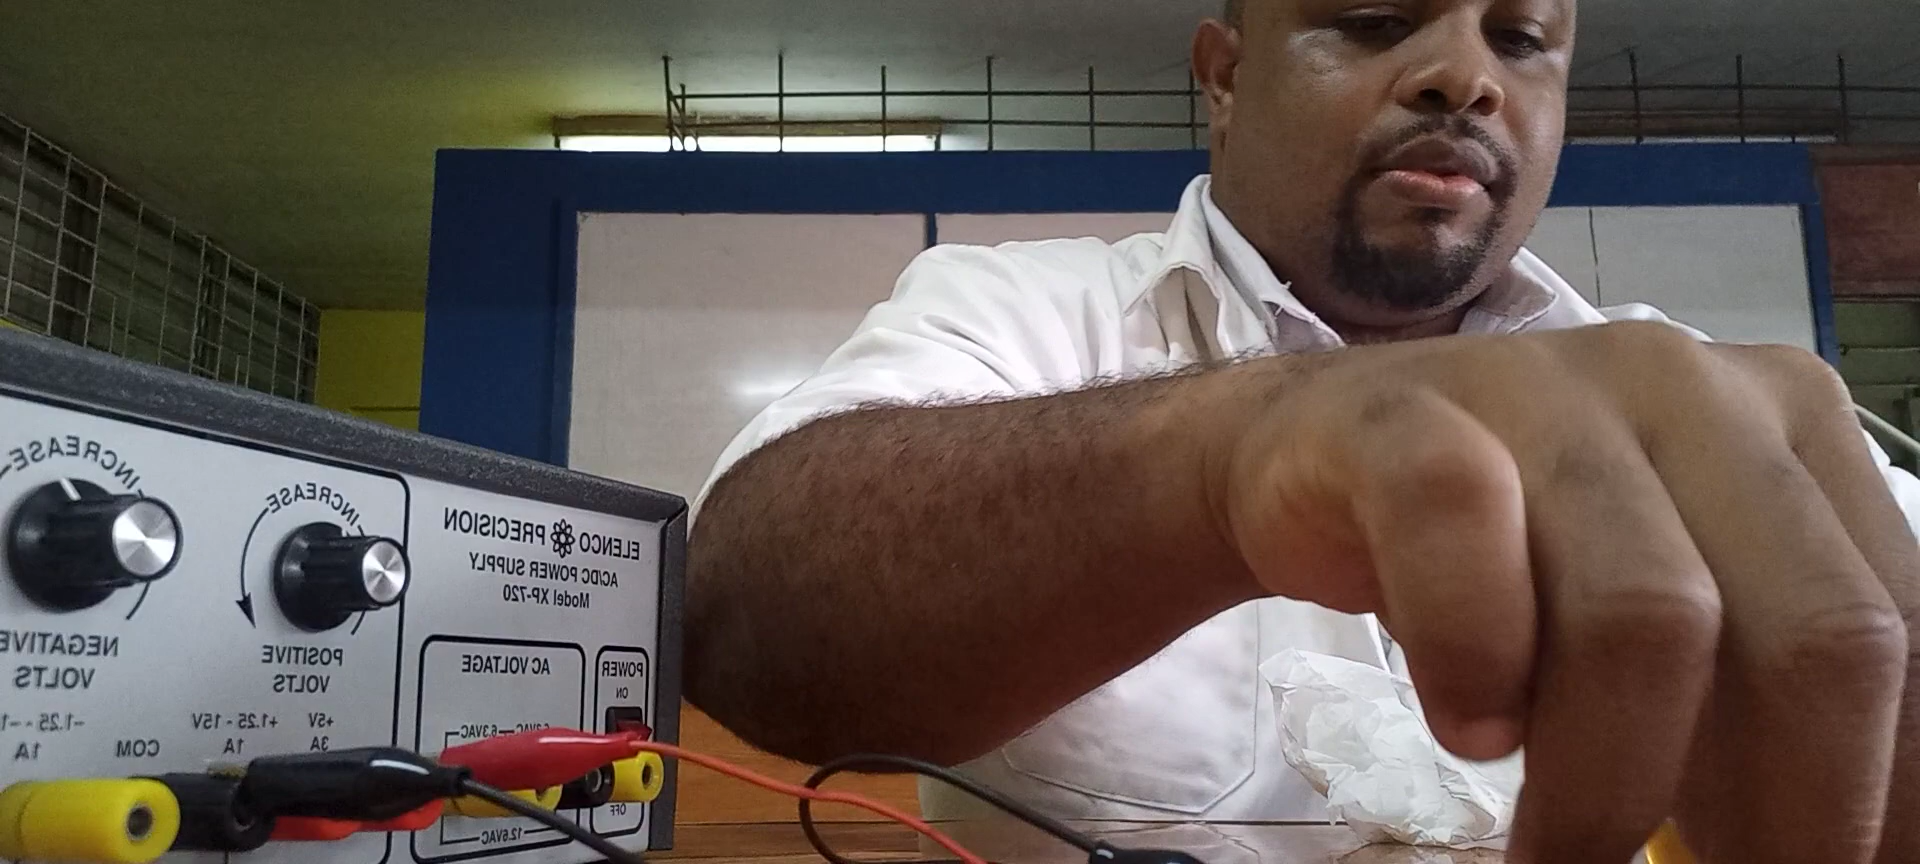 INCREASE
INCREASE
ELENCO PRECISION
AC/DC POWER SUPPLY
Model XP-720
NEGATIVE
VOLTS
POSITIVE
VOLTS
AC VOLTAGE
POWER
ON
-1.25 -
1A
COM
+1.25 - 15V
1A
+5V
3A
6.3VAC
12.6VAC
OFF